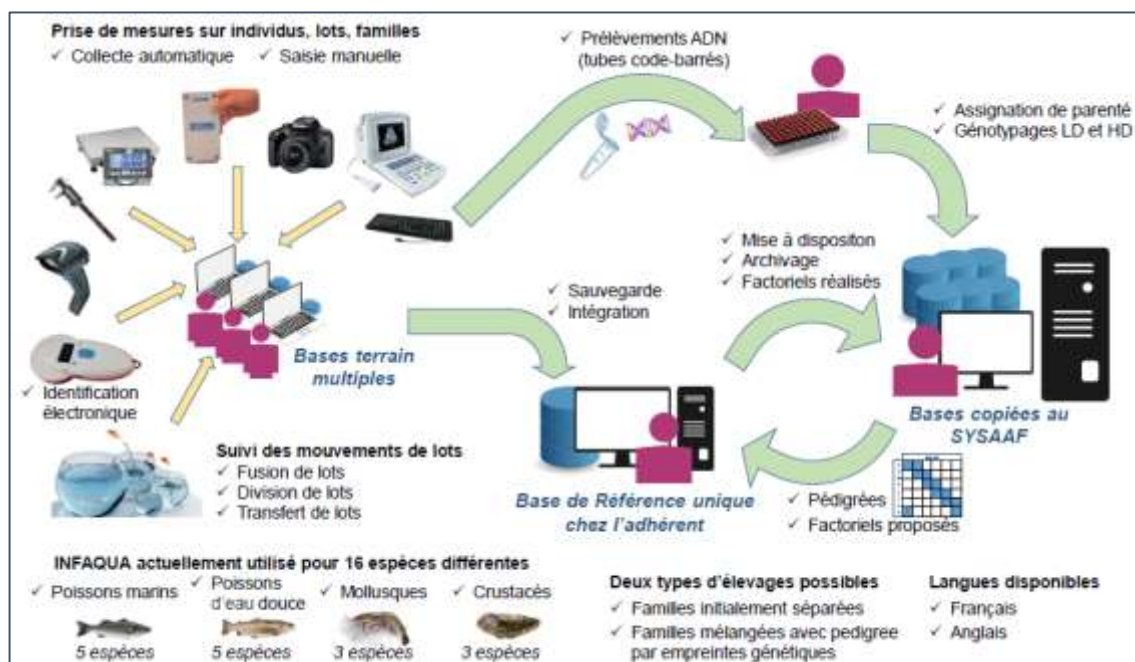 Prise de mesures sur individus, lots, familles
✓ Collecte automatique ✓ Saisie manuelle
✓ Prélèvements ADN
(tubes code-barrés)
✓ Assignation de parenté
✓ Génotypages LD et HD
✓ Mise à dispositon
✓ Archivage
✓ Factoriels réalisés
✓ Sauvegarde
✓ Intégration
Bases terrain
multiples
✓ Identification
électronique
Bases copiées au
SYSAAF
Suivi des mouvements de lots
✓ Fusion de lots
✓ Division de lots
✓ Transfert de lots
Base de Référence unique
chez l'adhérent
✓ Pédigrées
✓ Factoriels proposés
INFAQUA actuellement utilisé pour 16 espèces différentes
✓ Poissons marins
✓ Poissons
d'eau douce
✓ Mollusques
✓ Crustacés
5 espèces
5 espèces
3 espèces
3 espèces
Deux types d'élevages possibles
✓ Familles initialement séparées
✓ Familles mélangées avec pedigree
par empreintes génétiques
Langues disponibles
✓ Français
✓ Anglais